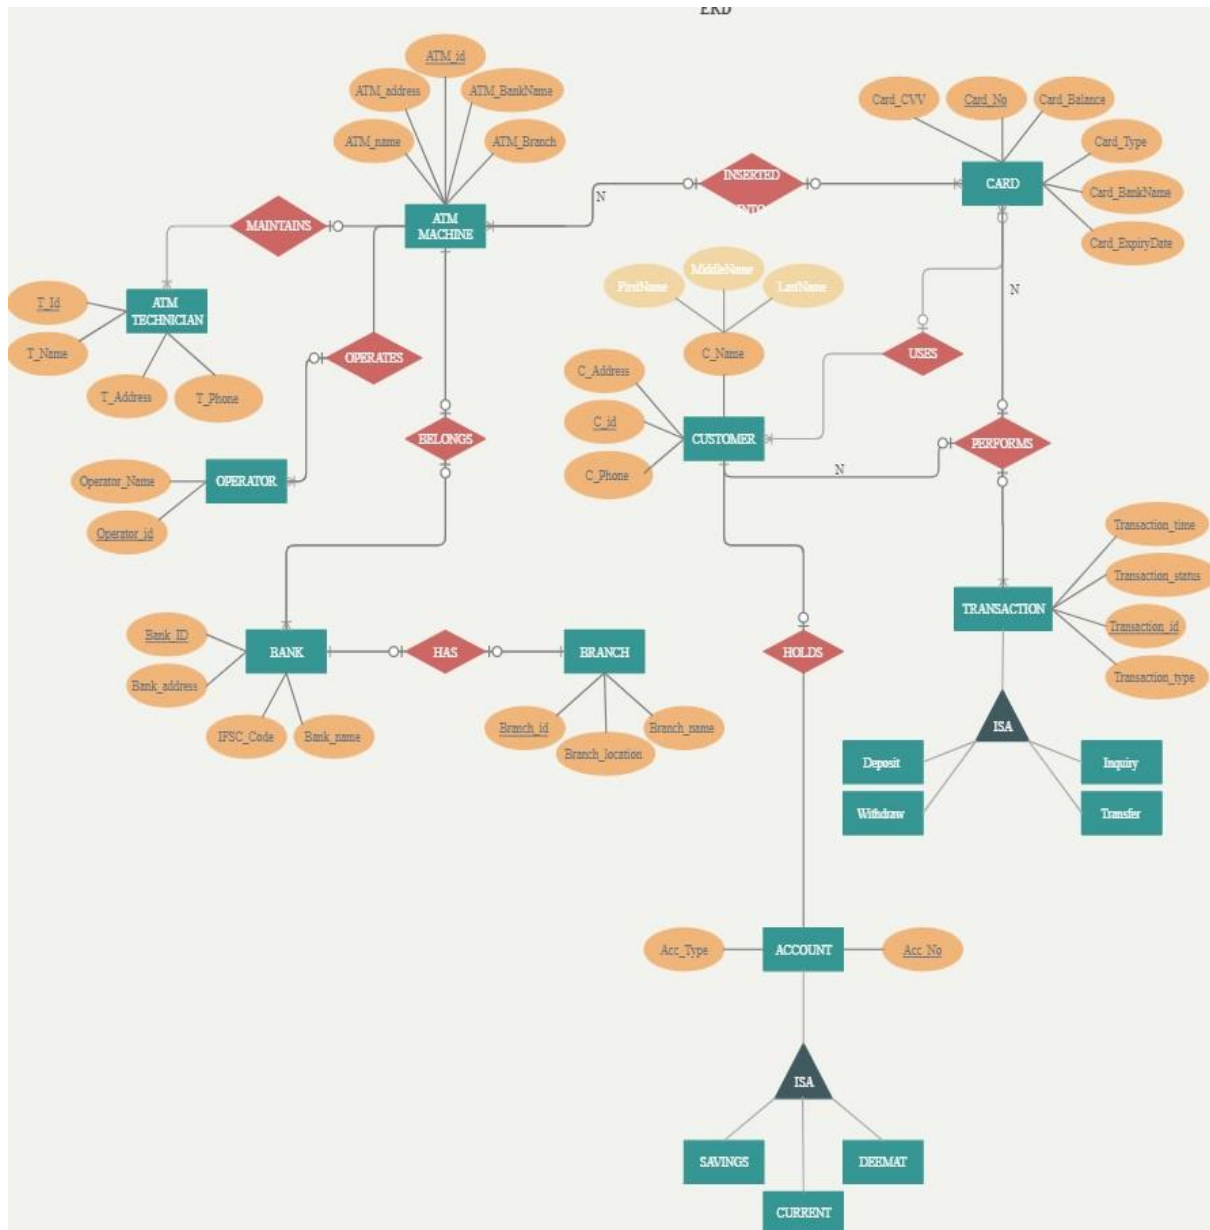 ERD
ATM_id
ATM_address
ATM_BankName
ATM_name
ATM_Branch
ATM
MACHINE
Card_CVV
Card_No
Card_Balance
Card_Type
Card_BankName
Card_ExpiryDate
CARD
INSERTED
INTO
N
MAINTAINS
T_Id
T_Name
ATM
TECHNICIAN
T_Address
T_Phone
OPERATES
Operator_Name
Operator_id
OPERATOR
BELONGS
FirstName
MiddleName
LastName
C_Name
C_Address
C_id
C_Phone
CUSTOMER
USES
N
N
PERFORMS
Transaction_time
Transaction_status
Transaction_id
Transaction_type
TRANSACTION
Bank_ID
Bank_address
BANK
IFSC_Code
Bank_name
HAS
BRANCH
Branch_id
Branch_location
Branch_name
HOLDS
ISA
Deposit
Inquiry
Withdraw
Transfer
Acc_Type
ACCOUNT
Acc_No
ISA
SAVINGS
DEEMAT
CURRENT